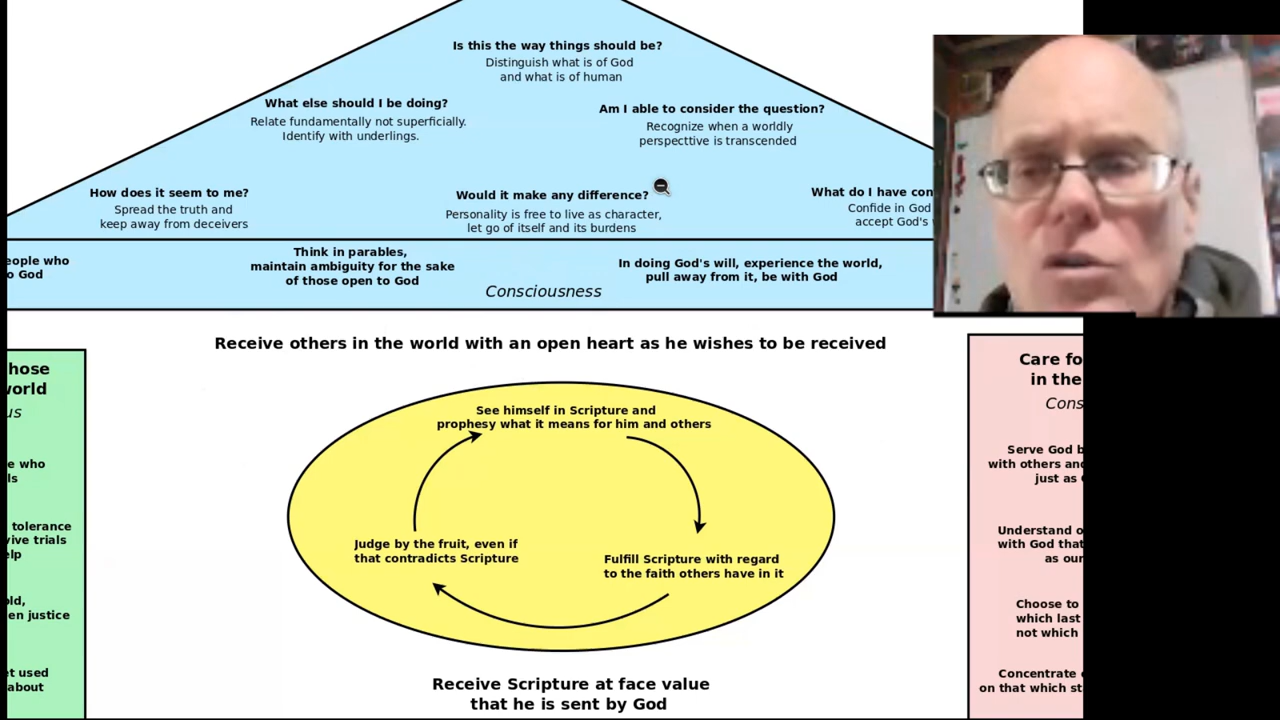 Is this the way things should be?
Distinguish what is of God
and what is of human
What else should I be doing?
Relate fundamentally not superficially.
Identify with underlings.
Am I able to consider the question?
Recognize when a worldly
perspecttive is transcended
How does it seem to me?
Spread the truth and
keep away from deceivers
Would it make any difference?
Personality is free to live as character,
let go of itself and its burdens
What do I have con
Confide in God
accept God's
eople who
o God
Think in parables,
maintain ambiguity for the sake
of those open to God
In doing God's will, experience the world,
pull away from it, be with God
Consciousness
Receive others in the world with an open heart as he wishes to be received
hose
vorld
us
e who
ls
tolerance
vive trials
elp
old,
en justice
et used
about
See himself in Scripture and
prophesy what it means for him and others
Judge by the fruit, even if
that contradicts Scripture
Fulfill Scripture with regard
to the faith others have in it
Receive Scripture at face value
that he is sent by God
Care fo
in the
Cons
Serve God b
with others and
just as
Understand o
with God that
as our
Choose to
which last
not which
Concentrate
on that which st